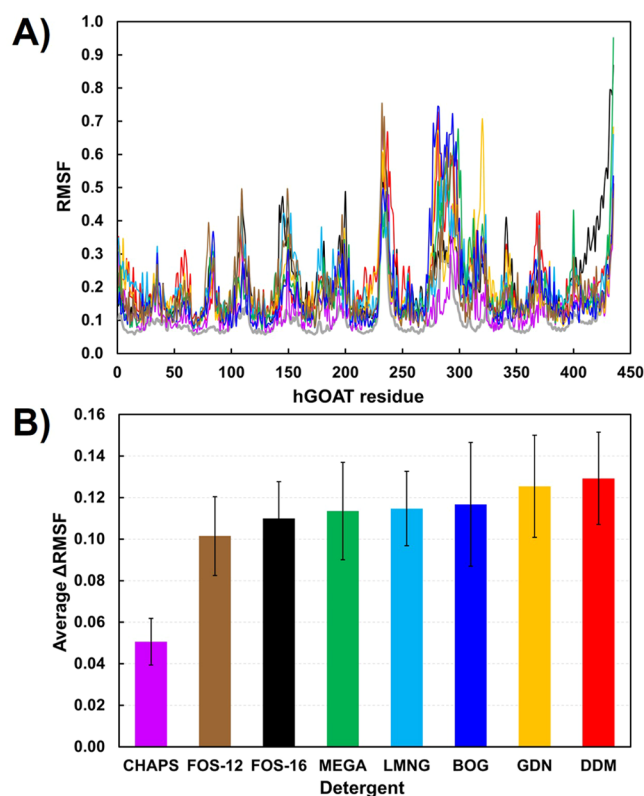 A)
1.0
0.9
0.8
0.7
0.6
0.5
0.4
0.3
0.2
0.1
0.0
RMSF
0 50 100 150 200 250 300 350 400 450
hGOAT residue
B)
0.16
0.14
0.12
0.10
0.08
0.06
0.04
0.02
0.00
Average ΔRMSF
CHAPS FOS-12 FOS-16 MEGA LMNG BOG GDN DDM
Detergent